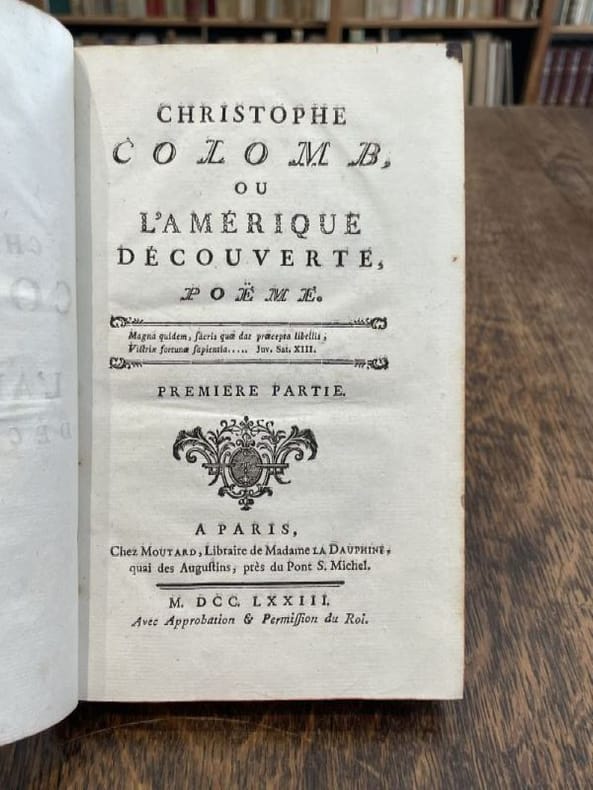 CHRISTOPHE
COLOMB,
OU
L'AMÉRIQUE
DÉCOUVERTE,
POËME.
Magna quidem, sacris quæ dat præcepta libellis;
Victrix fortunæ sapientia..... Juv. Sat. XIII.
PREMIERE PARTIE.
A PARIS,
Chez MOUTARD, Libraire de Madame LA DAUPHINE,
quai des Augustins, près du Pont S. Michel.
M. DCC. LXXIII.
Avec Approbation & Permission du Roi.